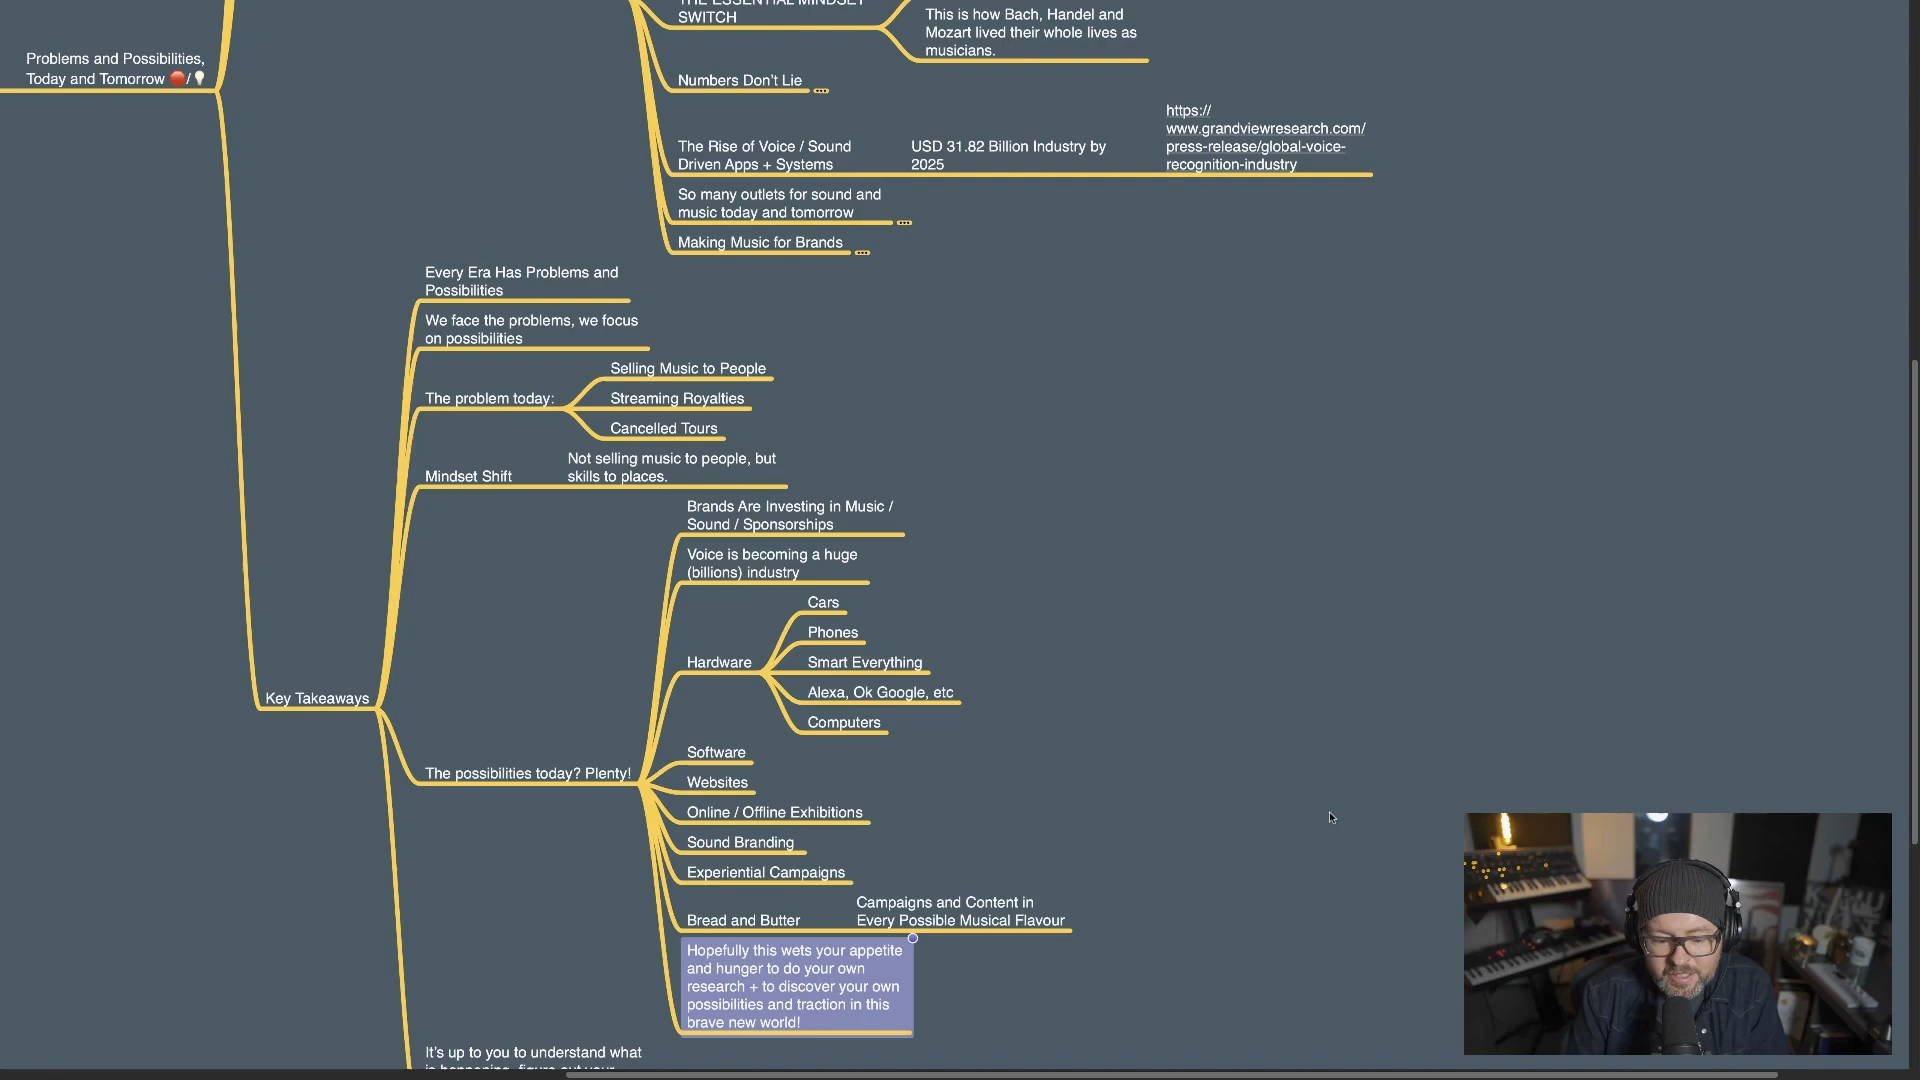 THE ESSENTIAL MINDSET
SWITCH
This is how Bach, Handel and
Mozart lived their whole lives as
musicians.
Problems and Possibilities,
Today and Tomorrow 🛑/💡
Numbers Don't Lie
The Rise of Voice / Sound
Driven Apps + Systems
USD 31.82 Billion Industry by
2025
https://
www.grandviewresearch.com/
press-release/global-voice-
recognition-industry
So many outlets for sound and
music today and tomorrow
Making Music for Brands
Key Takeaways
Every Era Has Problems and
Possibilities
We face the problems, we focus
on possibilities
The problem today:
Selling Music to People
Streaming Royalties
Cancelled Tours
Mindset Shift
Not selling music to people, but
skills to places.
The possibilities today? Plenty!
Brands Are Investing in Music /
Sound / Sponsorships
Voice is becoming a huge
(billions) industry
Hardware
Cars
Phones
Smart Everything
Alexa, Ok Google, etc
Computers
Software
Websites
Online / Offline Exhibitions
Sound Branding
Experiential Campaigns
Bread and Butter
Campaigns and Content in
Every Possible Musical Flavour
Hopefully this wets your appetite
and hunger to do your own
research + to discover your own
possibilities and traction in this
brave new world!
It's up to you to understand what
is happening, figure out your